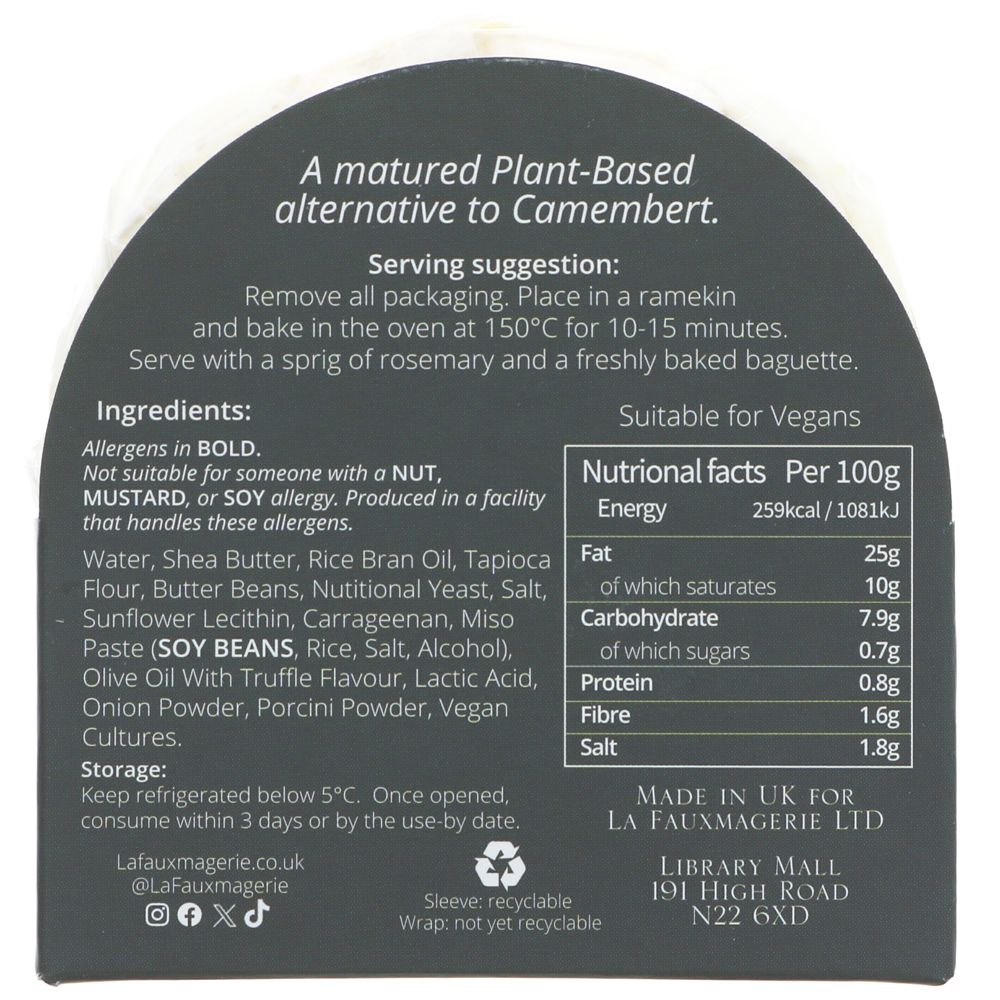 A matured Plant-Based
alternative to Camembert.
Serving suggestion:
Remove all packaging. Place in a ramekin
and bake in the oven at 150°C for 10-15 minutes.
Serve with a sprig of rosemary and a freshly baked baguette.
Ingredients:
Allergens in BOLD.
Not suitable for someone with a NUT,
MUSTARD, or SOY allergy. Produced in a facility
that handles these allergens.
Water, Shea Butter, Rice Bran Oil, Tapioca
Flour, Butter Beans, Nutitional Yeast, Salt,
Sunflower Lecithin, Carrageenan, Miso
Paste (SOY BEANS, Rice, Salt, Alcohol),
Olive Oil With Truffle Flavour, Lactic Acid,
Onion Powder, Porcini Powder, Vegan
Cultures.
Storage:
Keep refrigerated below 5°C. Once opened,
consume within 3 days or by the use-by date.
Lafauxmagerie.co.uk
@LaFauxmagerie
Sleeve: recyclable
Wrap: not yet recyclable
Suitable for Vegans
Nutrional facts Per 100g
Energy 259kcal / 1081kJ
Fat 25g
of which saturates 10g
Carbohydrate 7.9g
of which sugars 0.7g
Protein 0.8g
Fibre 1.6g
Salt 1.8g
Made in UK for
La Fauxmagerie LTD
Library Mall
191 High Road
N22 6XD